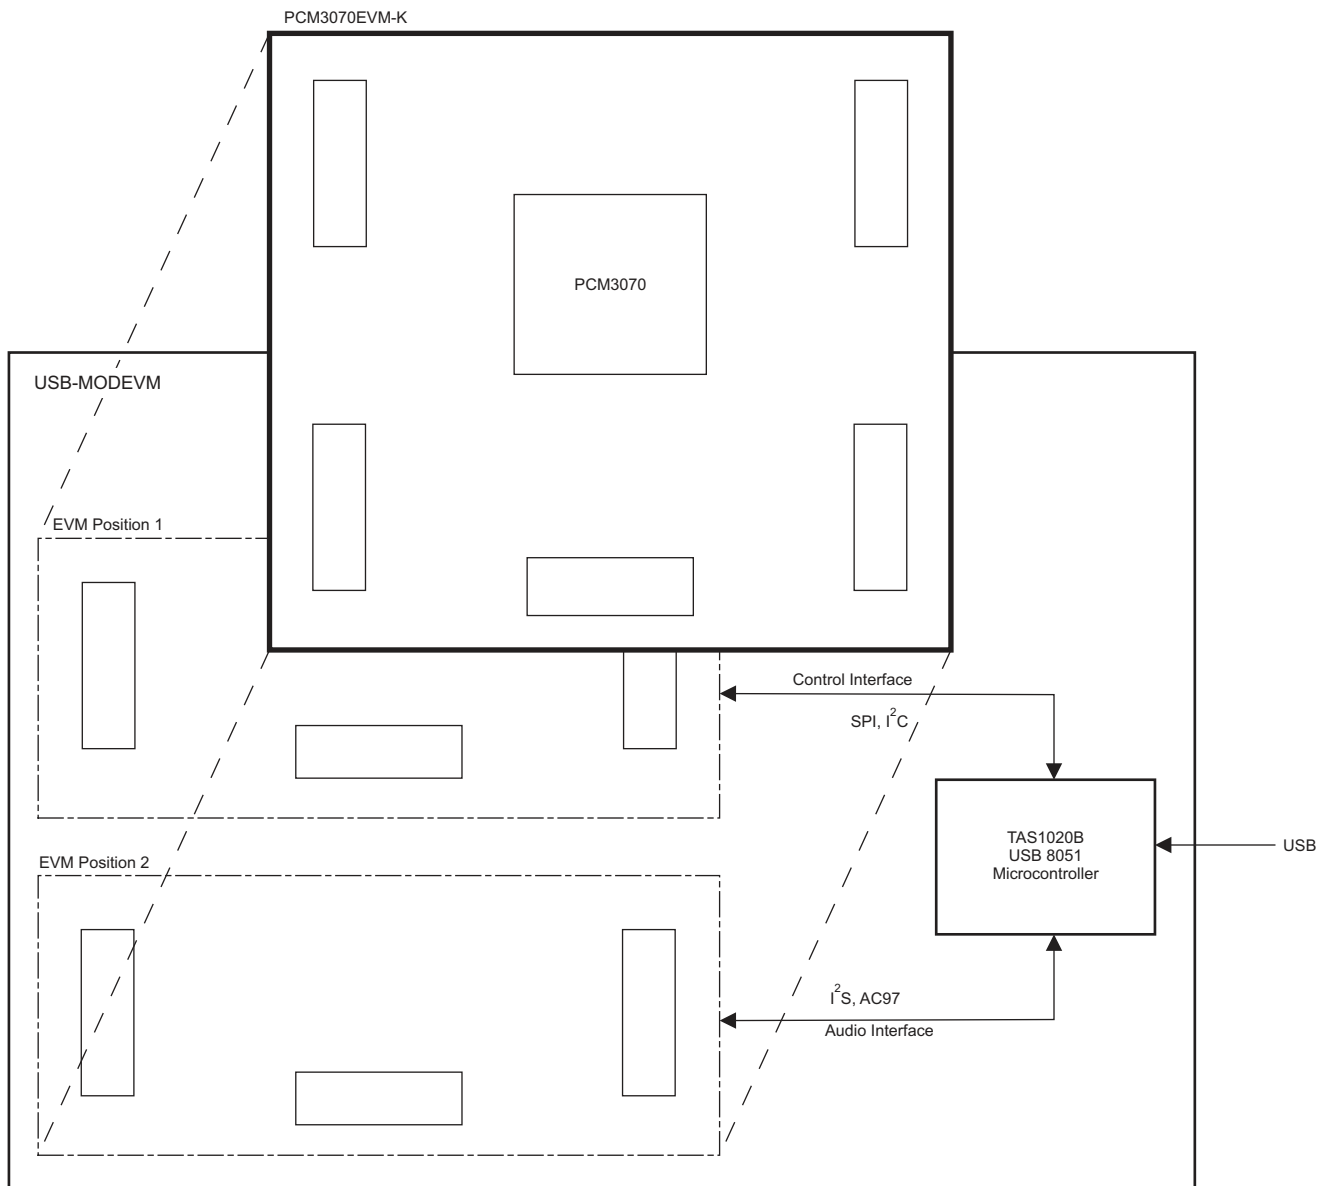 PCM3070EVM-K
PCM3070
USB-MODEVM
EVM Position 1
Control Interface
SPI, I²C
TAS1020B
USB 8051
Microcontroller
USB
EVM Position 2
I²S, AC97
Audio Interface